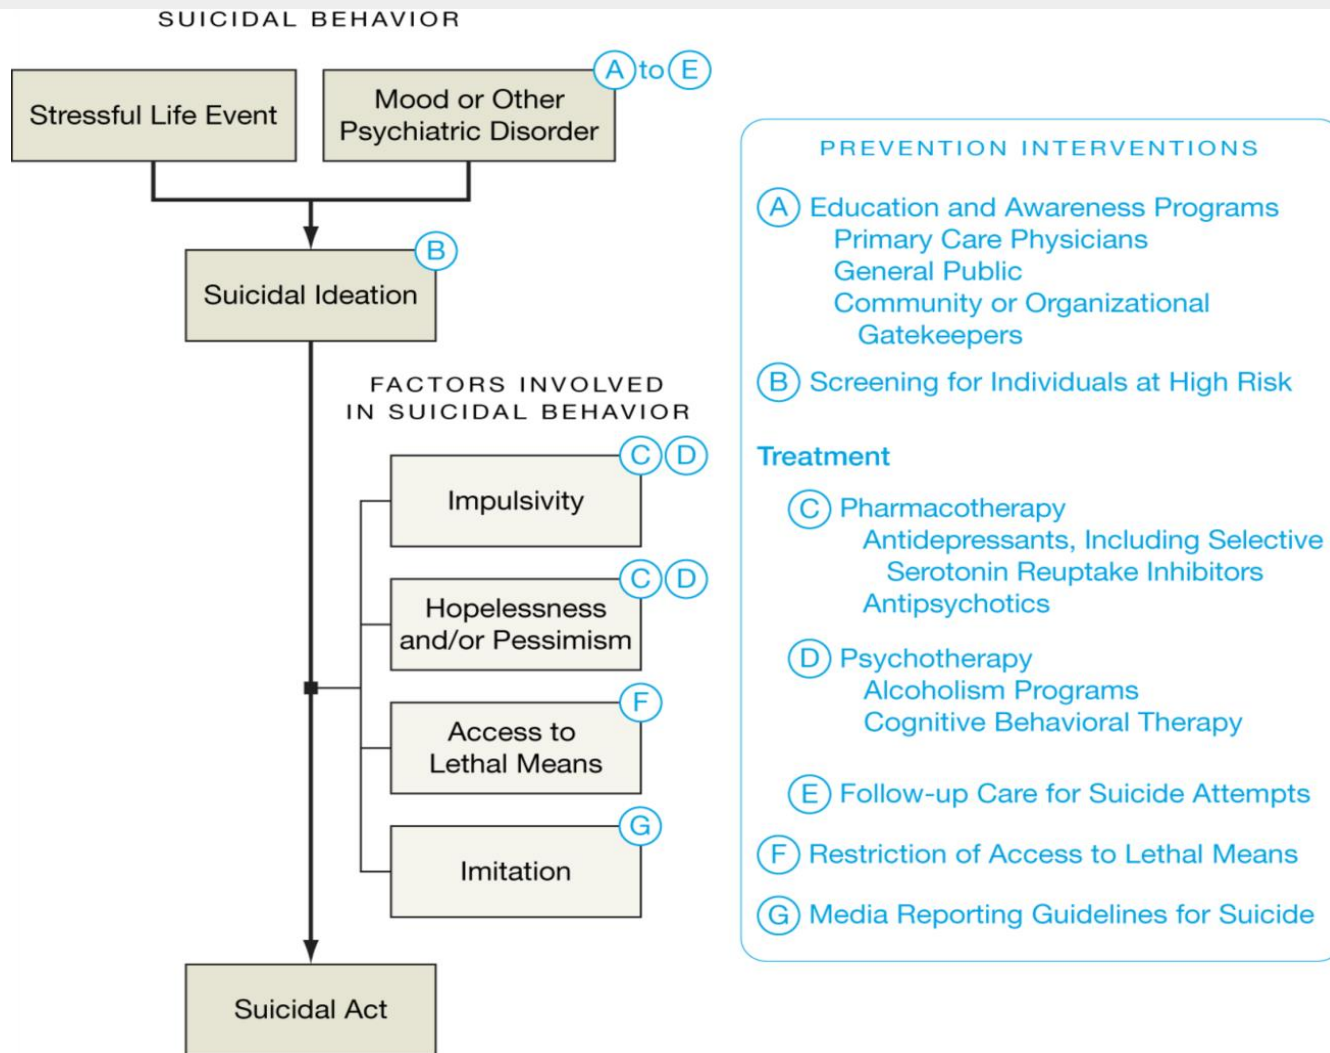 SUICIDAL BEHAVIOR
Stressful Life Event
Mood or Other
Psychiatric Disorder
A to E
Suicidal Ideation
B
FACTORS INVOLVED
IN SUICIDAL BEHAVIOR
Impulsivity
C D
Hopelessness
and/or Pessimism
C D
Access to
Lethal Means
F
Imitation
G
Suicidal Act
PREVENTION INTERVENTIONS
A Education and Awareness Programs
Primary Care Physicians
General Public
Community or Organizational
Gatekeepers
B Screening for Individuals at High Risk
Treatment
C Pharmacotherapy
Antidepressants, Including Selective
Serotonin Reuptake Inhibitors
Antipsychotics
D Psychotherapy
Alcoholism Programs
Cognitive Behavioral Therapy
E Follow-up Care for Suicide Attempts
F Restriction of Access to Lethal Means
G Media Reporting Guidelines for Suicide